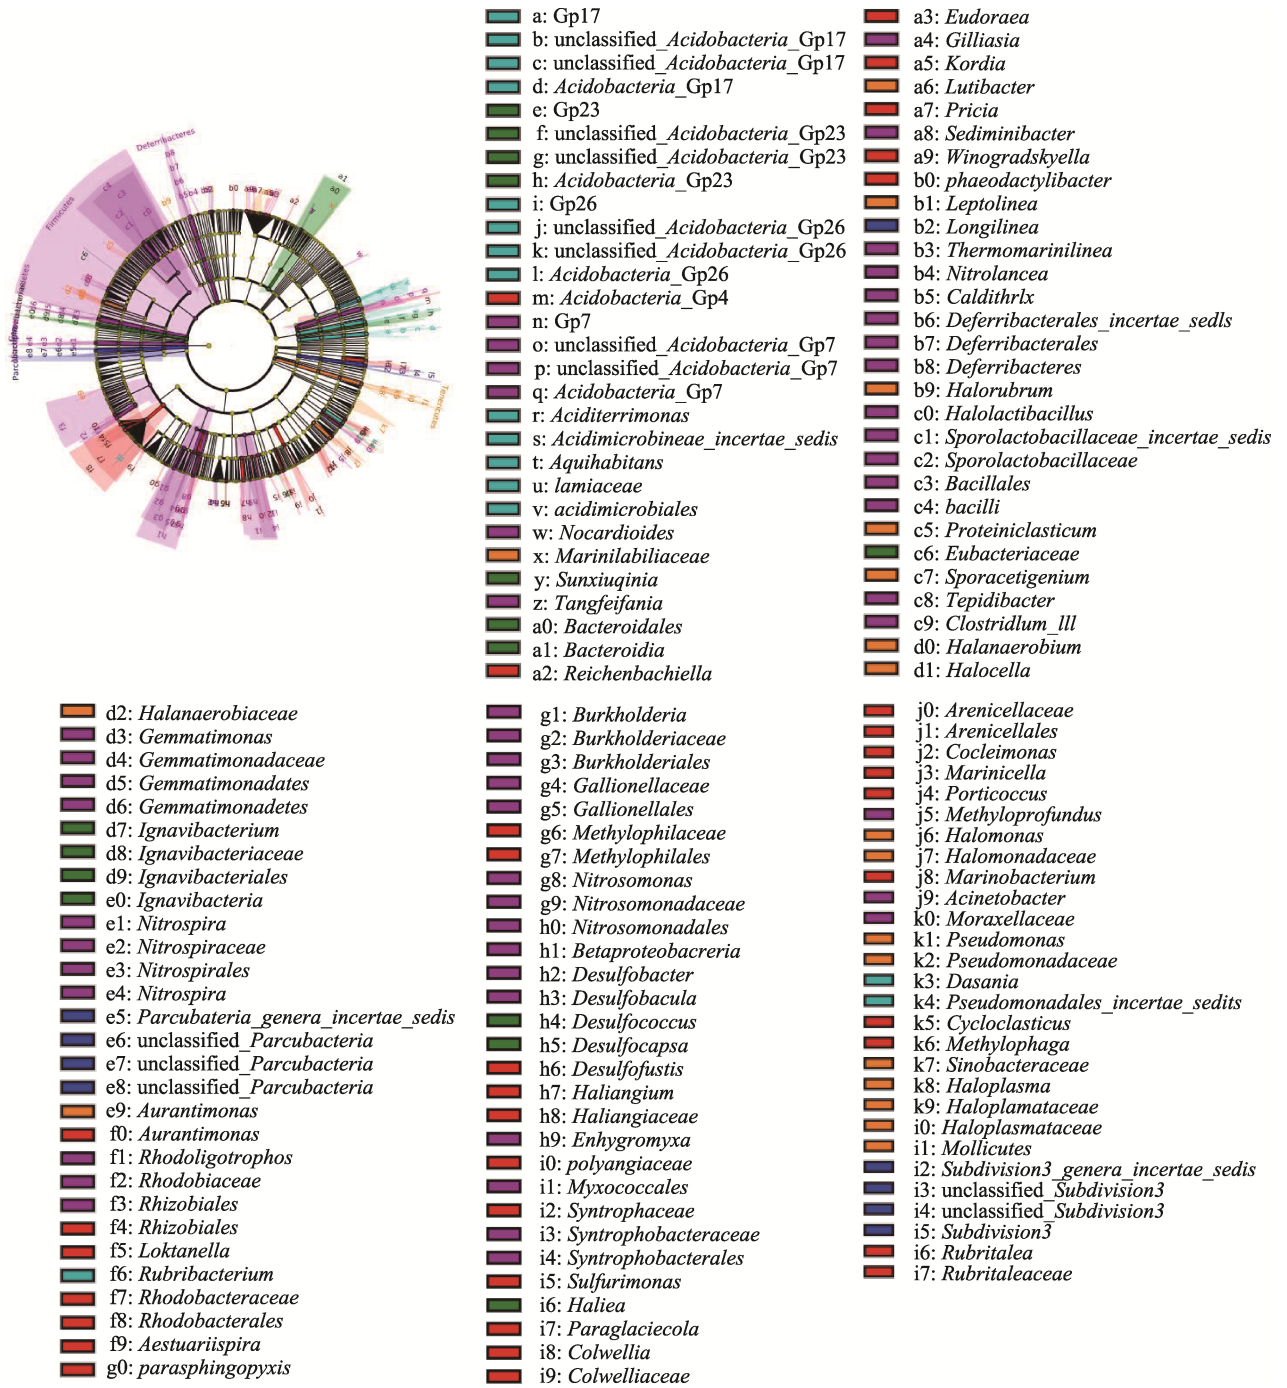 Deferribacteres
Firmicutes
Tenericutes
a: Gp17
b: unclassified_Acidobacteria_Gp17
c: unclassified_Acidobacteria_Gp17
d: Acidobacteria_Gp17
e: Gp23
f: unclassified_Acidobacteria_Gp23
g: unclassified_Acidobacteria_Gp23
h: Acidobacteria_Gp23
i: Gp26
j: unclassified_Acidobacteria_Gp26
k: unclassified_Acidobacteria_Gp26
l: Acidobacteria_Gp26
m: Acidobacteria_Gp4
n: Gp7
o: unclassified_Acidobacteria_Gp7
p: unclassified_Acidobacteria_Gp7
q: Acidobacteria_Gp7
r: Aciditerrimonas
s: Acidimicrobineae_incertae_sedis
t: Aquihabitans
u: lamiaceae
v: acidimicrobiales
w: Nocardioides
x: Marinilabiliaceae
y: Sunxiuqinia
z: Tangfeifania
a0: Bacteroidales
a1: Bacteroidia
a2: Reichenbachiella
a3: Eudoraea
a4: Gilliasia
a5: Kordia
a6: Lutibacter
a7: Pricia
a8: Sediminibacter
a9: Winogradskyella
b0: phaeodactylibacter
b1: Leptolinea
b2: Longilinea
b3: Thermomarinilinea
b4: Nitrolancea
b5: Caldithrlx
b6: Deferribacterales_incertae_sedls
b7: Deferribacterales
b8: Deferribacteres
b9: Halorubrum
c0: Halolactibacillus
c1: Sporolactobacillaceae_incertae_sedis
c2: Sporolactobacillaceae
c3: Bacillales
c4: bacilli
c5: Proteiniclasticum
c6: Eubacteriaceae
c7: Sporacetigenium
c8: Tepidibacter
c9: Clostridlum_lll
d0: Halanaerobium
d1: Halocella
d2: Halanaerobiaceae
d3: Gemmatimonas
d4: Gemmatimonadaceae
d5: Gemmatimonadates
d6: Gemmatimonadetes
d7: Ignavibacterium
d8: Ignavibacteriaceae
d9: Ignavibacteriales
e0: Ignavibacteria
e1: Nitrospira
e2: Nitrospiraceae
e3: Nitrospirales
e4: Nitrospira
e5: Parcubateria_genera_incertae_sedis
e6: unclassified_Parcubacteria
e7: unclassified_Parcubacteria
e8: unclassified_Parcubacteria
e9: Aurantimonas
f0: Aurantimonas
f1: Rhodoligotrophos
f2: Rhodobiaceae
f3: Rhizobiales
f4: Rhizobiales
f5: Loktanella
f6: Rubribacterium
f7: Rhodobacteraceae
f8: Rhodobacterales
f9: Aestuariispira
g0: parasphingopyxis
g1: Burkholderia
g2: Burkholderiaceae
g3: Burkholderiales
g4: Gallionellaceae
g5: Gallionellales
g6: Methylophilaceae
g7: Methylophilales
g8: Nitrosomonas
g9: Nitrosomonadaceae
h0: Nitrosomonadales
h1: Betaproteobacreria
h2: Desulfobacter
h3: Desulfobacula
h4: Desulfococcus
h5: Desulfocapsa
h6: Desulfofustis
h7: Haliangium
h8: Haliangiaceae
h9: Enhygromyxa
i0: polyangiaceae
i1: Myxococcales
i2: Syntrophaceae
i3: Syntrophobacteraceae
i4: Syntrophobacterales
i5: Sulfurimonas
i6: Haliea
i7: Paraglaciecola
i8: Colwellia
i9: Colwelliaceae
j0: Arenicellaceae
j1: Arenicellales
j2: Cocleimonas
j3: Marinicella
j4: Porticoccus
j5: Methyloprofundus
j6: Halomonas
j7: Halomonadaceae
j8: Marinobacterium
j9: Acinetobacter
k0: Moraxellaceae
k1: Pseudomonas
k2: Pseudomonadaceae
k3: Dasania
k4: Pseudomonadales_incertae_sedits
k5: Cycloclasticus
k6: Methylophaga
k7: Sinobacteraceae
k8: Haloplasma
k9: Haloplamataceae
i0: Haloplasmataceae
i1: Mollicutes
i2: Subdivision3_genera_incertae_sedis
i3: unclassified_Subdivision3
i4: unclassified_Subdivision3
i5: Subdivision3
i6: Rubritalea
i7: Rubritaleaceae